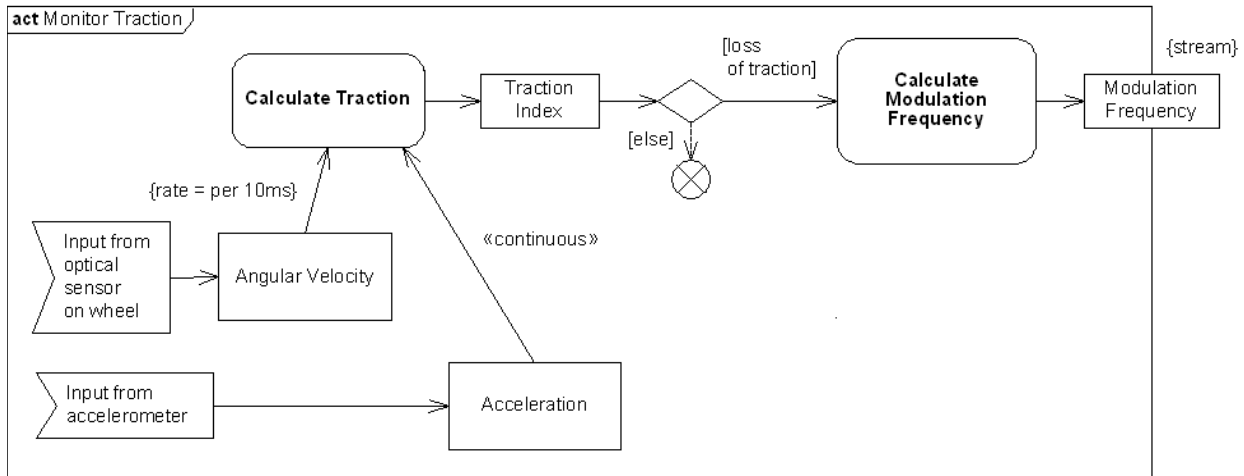 act Monitor Traction
[loss
of traction]
{stream}
Calculate Traction
Traction
Index
Calculate
Modulation
Frequency
Modulation
Frequency
[else]
{rate = per 10ms}
Input from
optical
sensor
on wheel
Angular Velocity
«continuous»
Input from
accelerometer
Acceleration